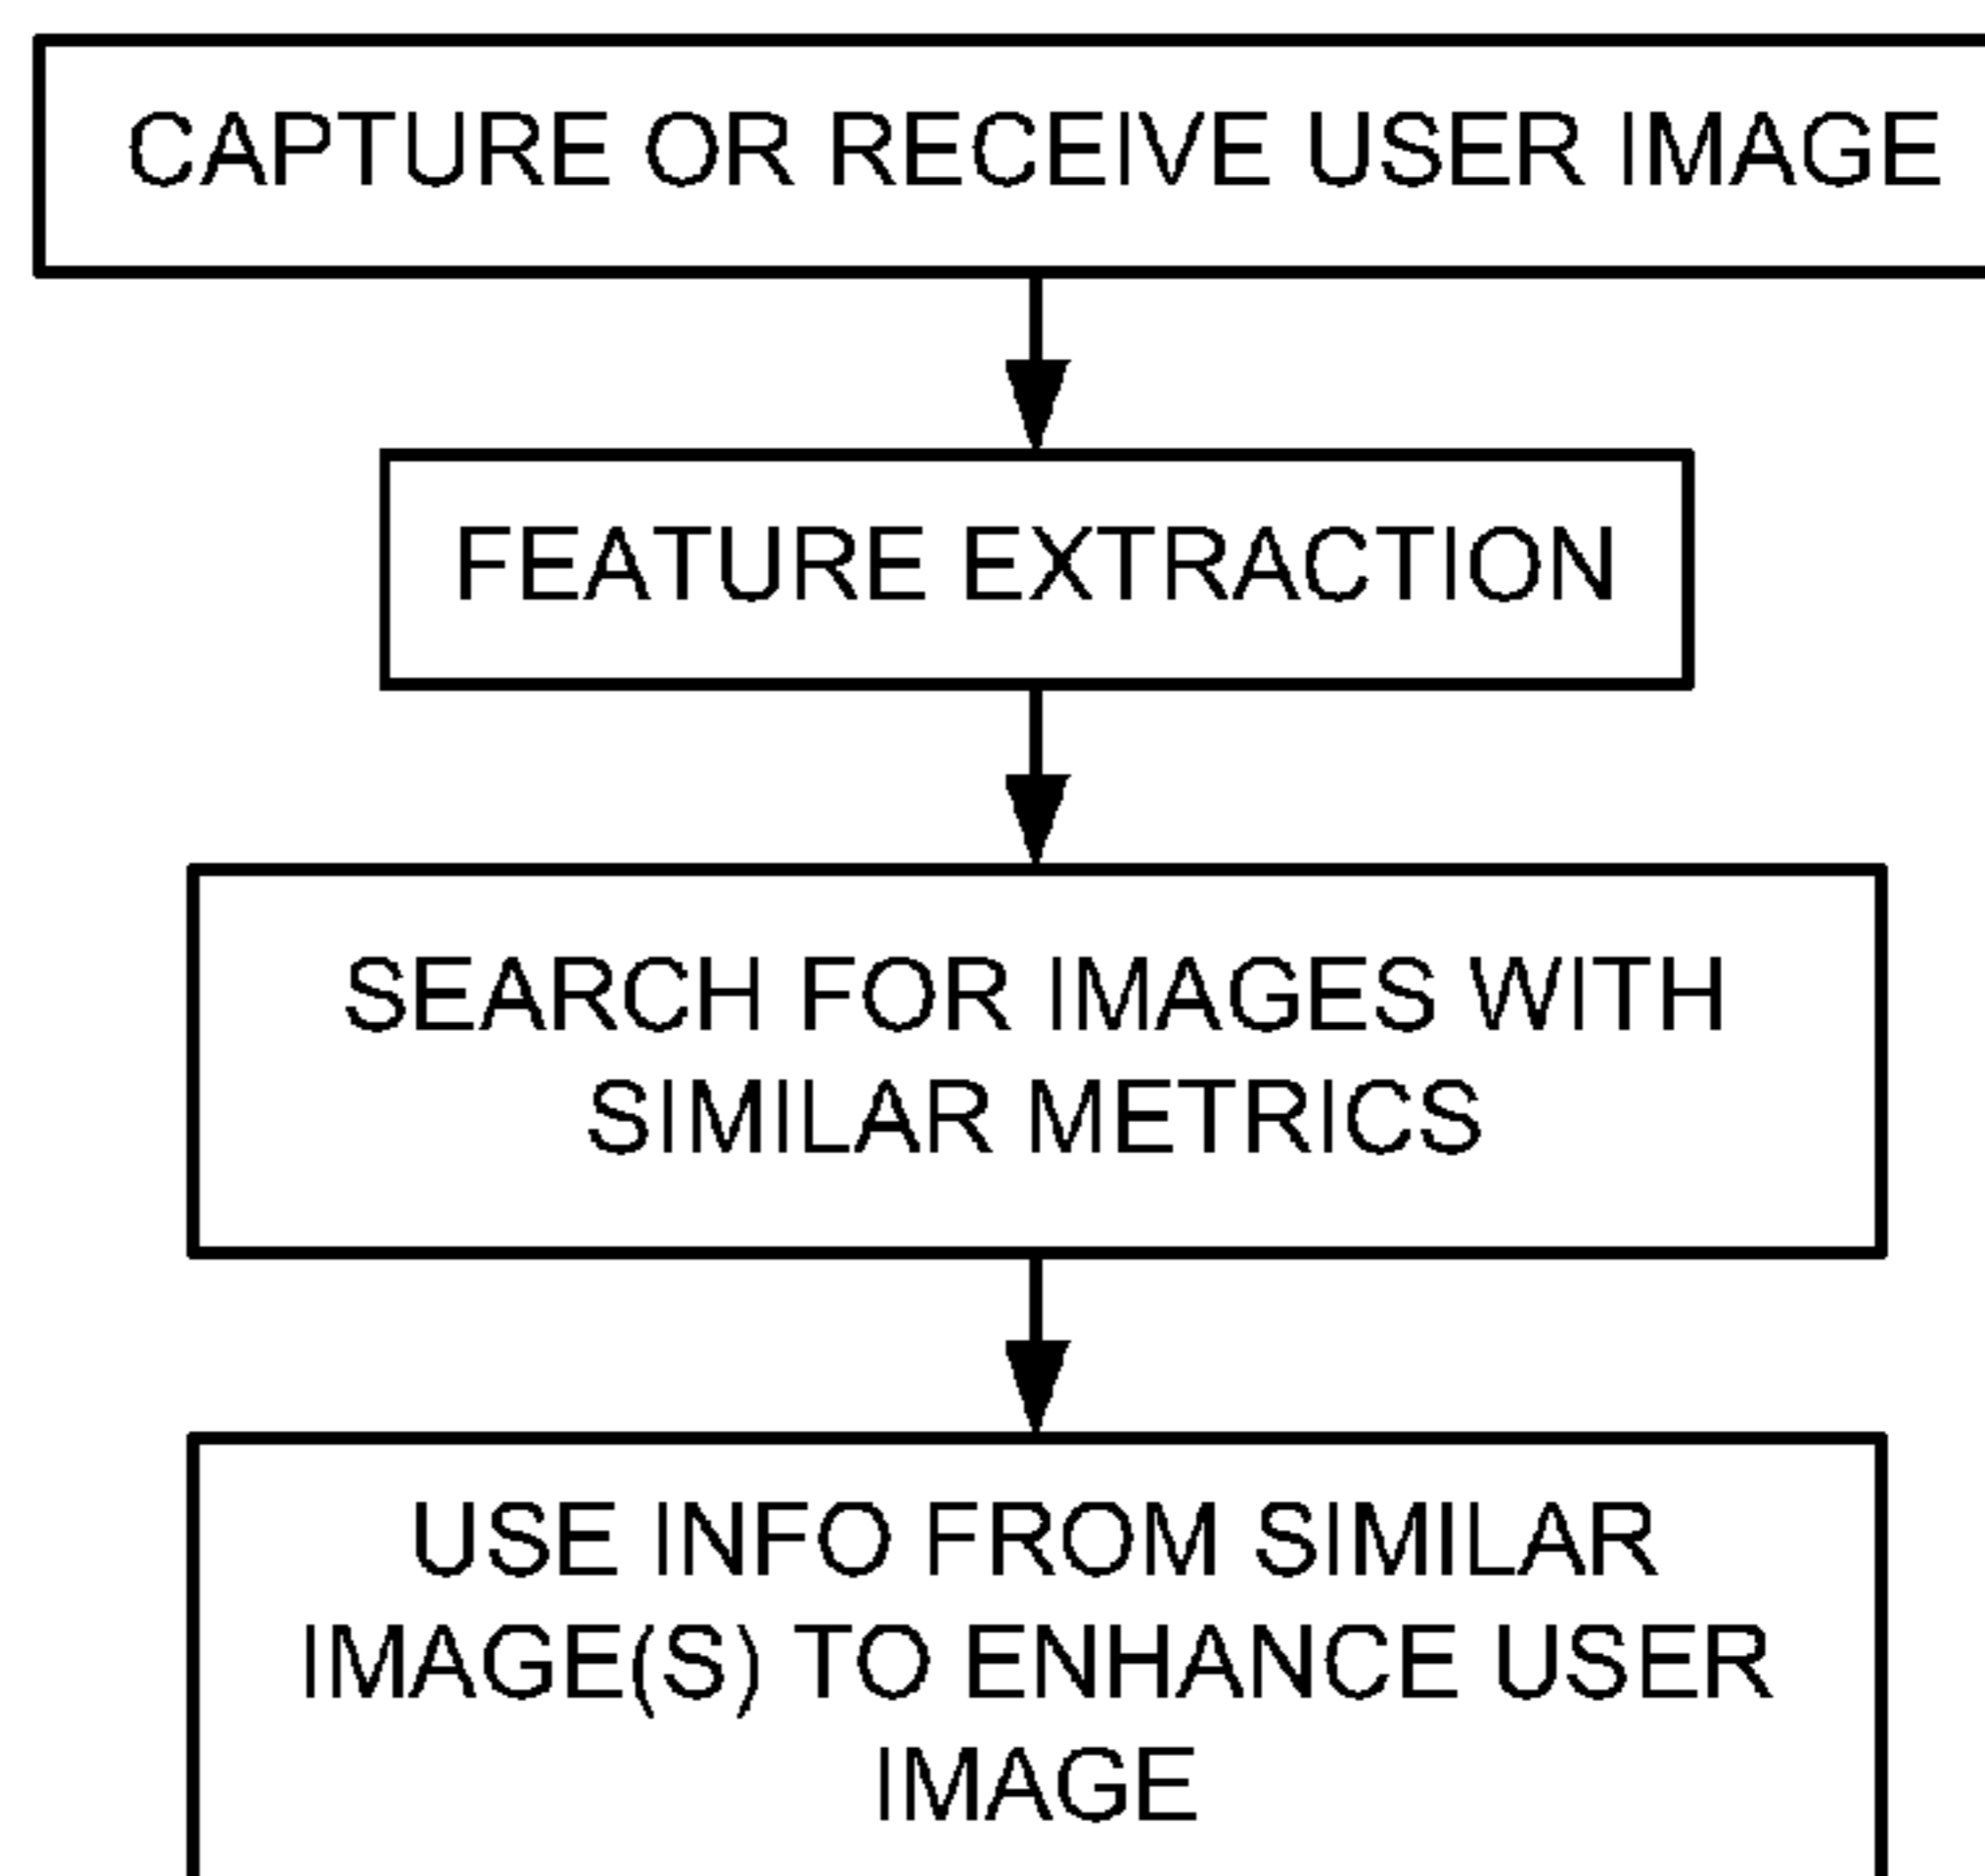 CAPTURE OR RECEIVE USER IMAGE
FEATURE EXTRACTION
SEARCH FOR IMAGES WITH
SIMILAR METRICS
USE INFO FROM SIMILAR
IMAGE(S) TO ENHANCE USER
IMAGE